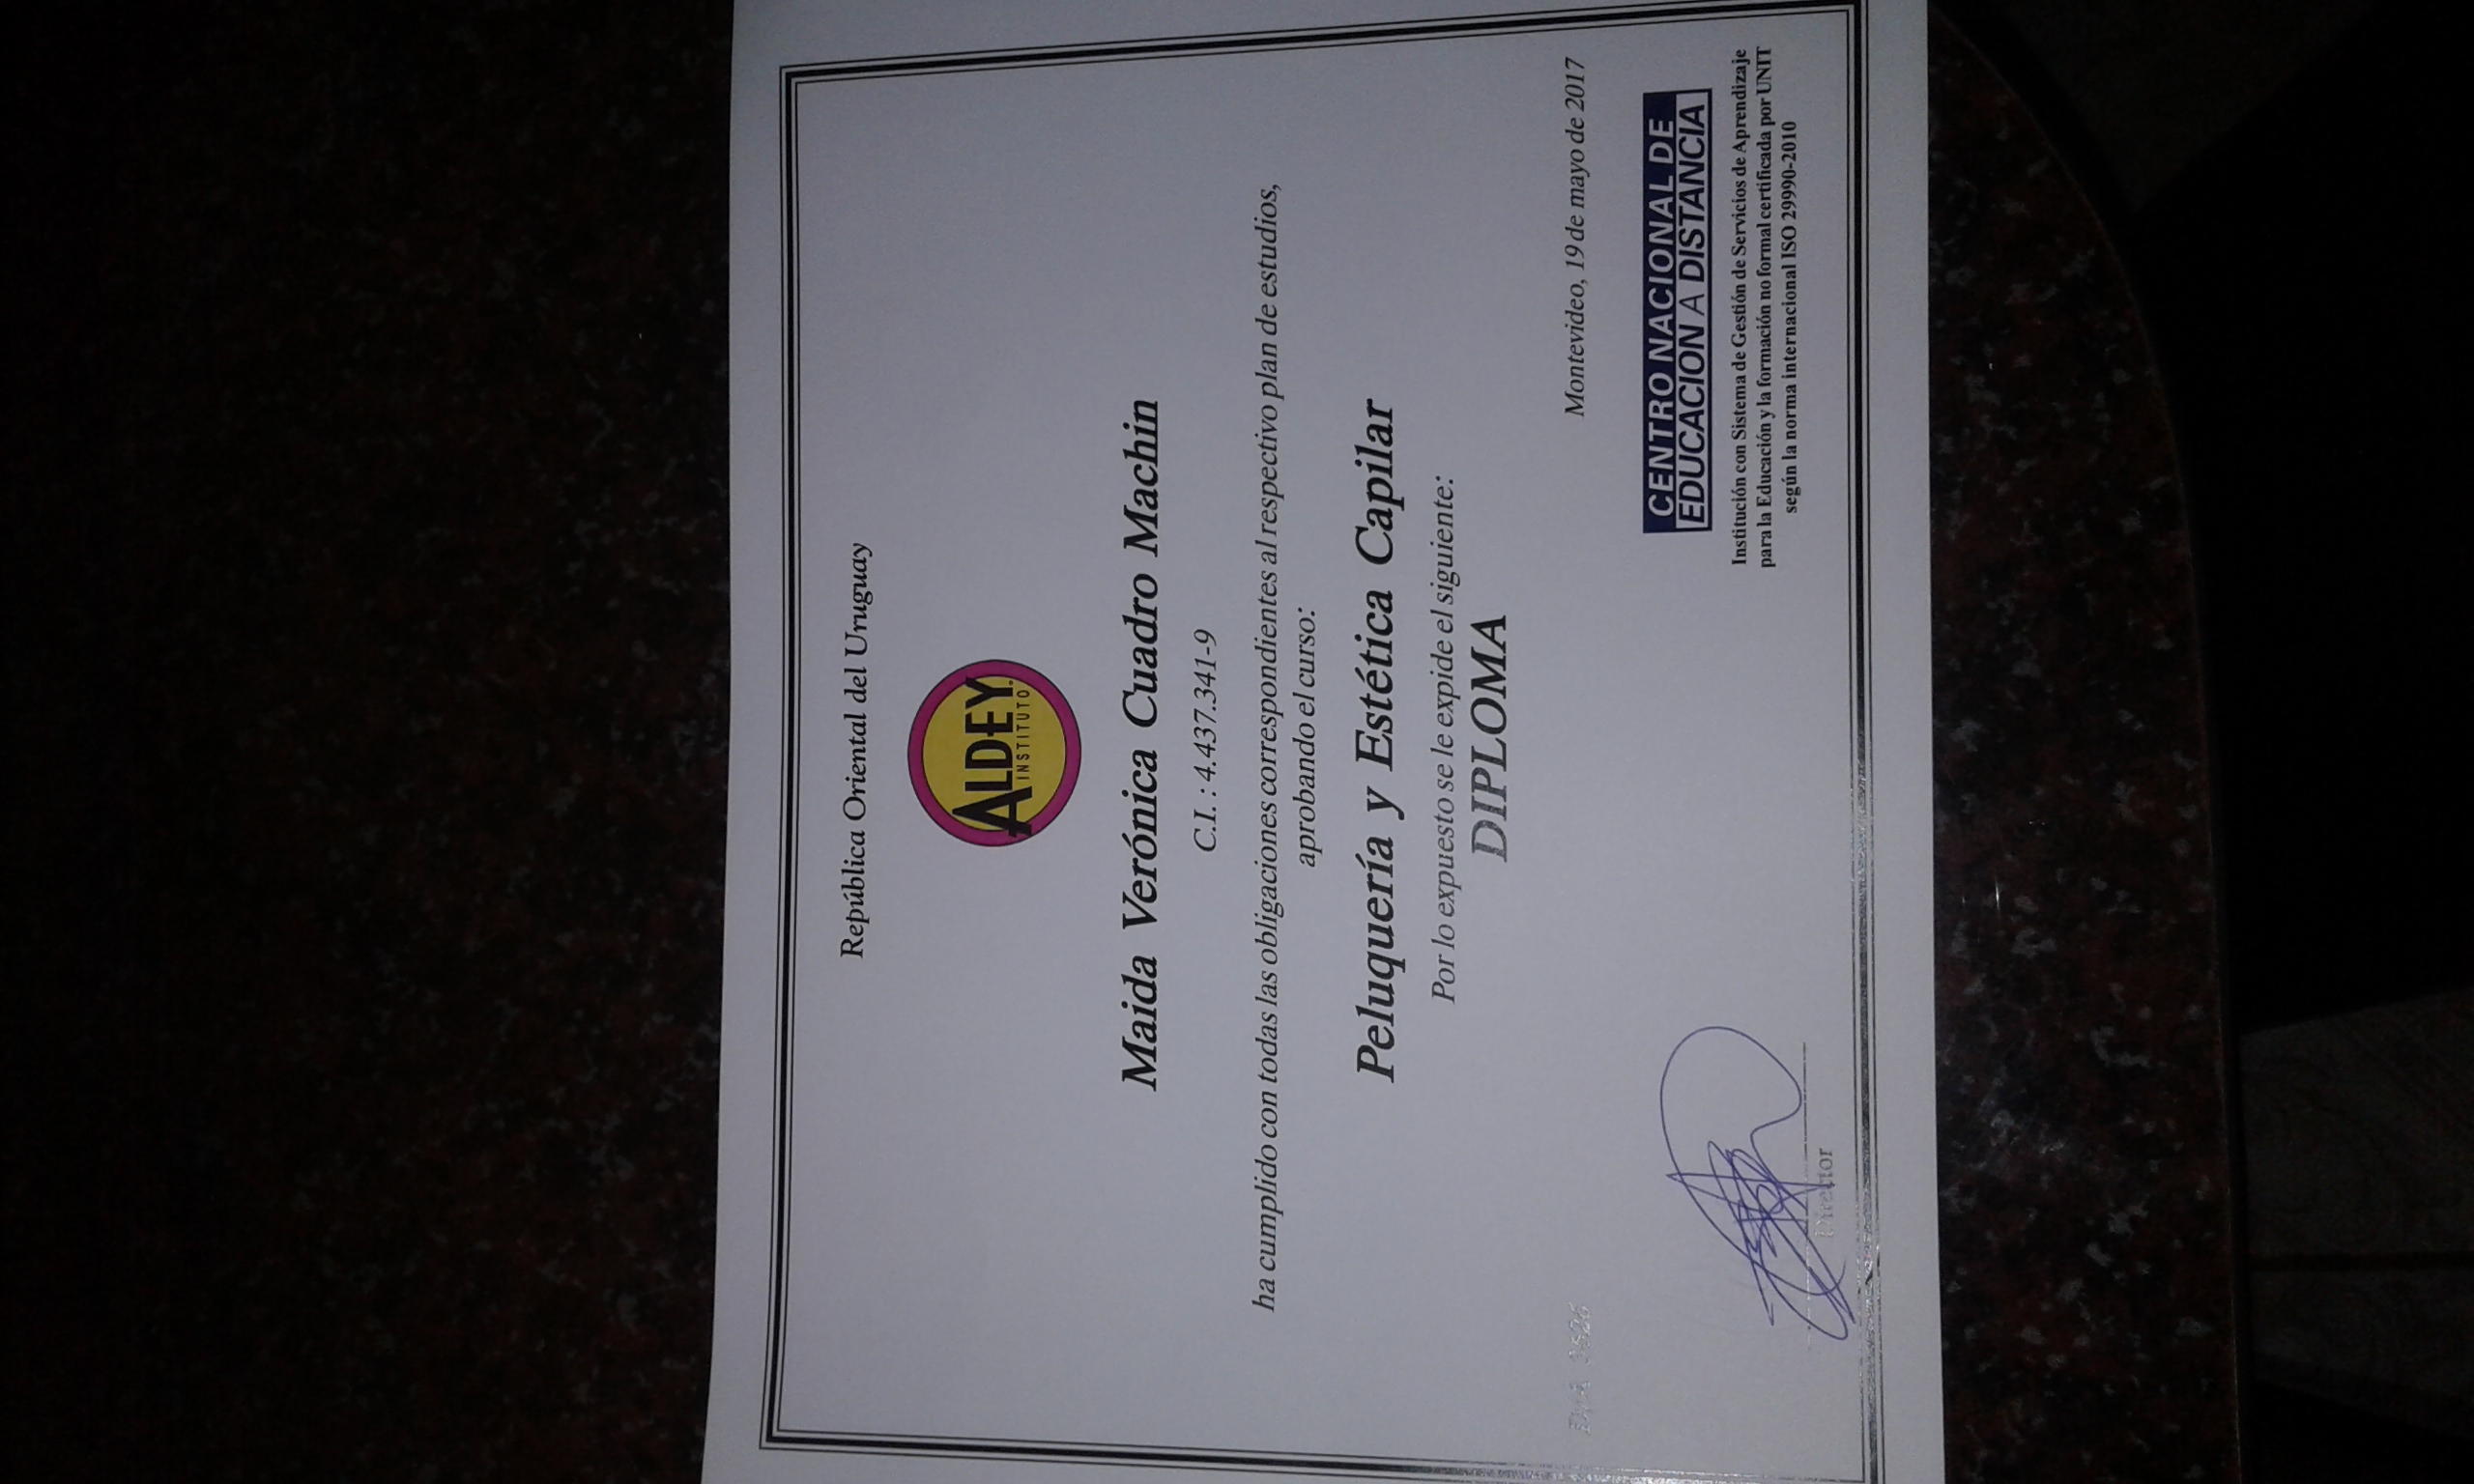 República Oriental del Uruguay
ALDEY
INSTITUTO
Maida Verónica Cuadro Machin
C.I. : 4.437.341-9
ha cumplido con todas las obligaciones correspondientes al respectivo plan de estudios,
aprobando el curso:
Peluquería y Estética Capilar
Por lo expuesto se le expide el siguiente:
DIPLOMA
Montevideo, 19 de mayo de 2017
CENTRO NACIONAL DE
EDUCACION A DISTANCIA
Director
Institución con Sistema de Gestión de Servicios de Aprendizaje
para la Educación y la formación no formal certificada por UNIT
según la norma internacional ISO 29990-2010